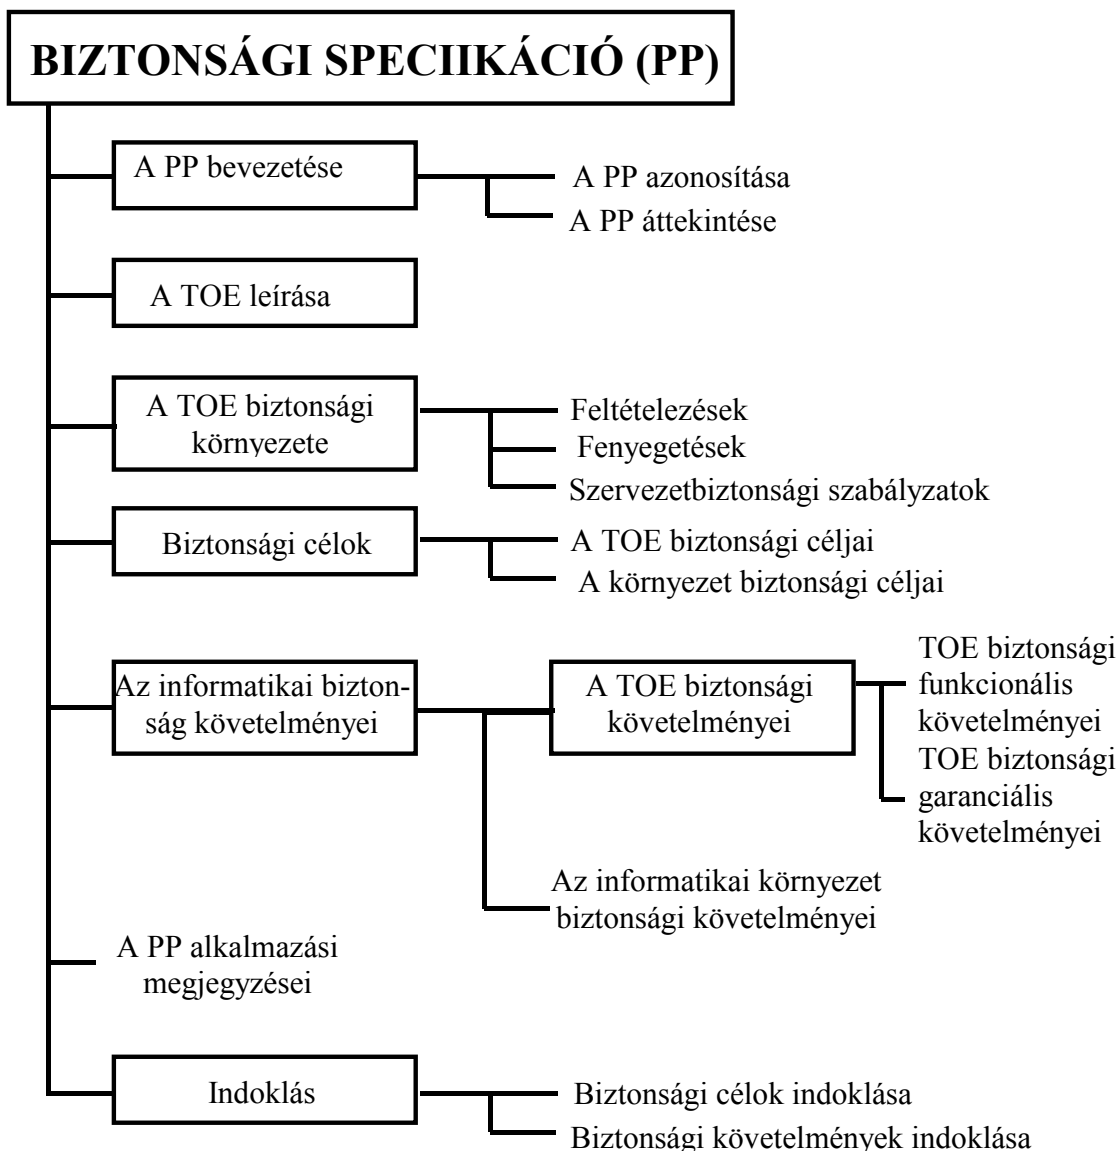 BIZTONSÁGI SPECIIKÁCIÓ (PP)
A PP bevezetése
A PP azonosítása
A PP áttekintése
A TOE leírása
A TOE biztonsági
környezete
Feltételezések
Fenyegetések
Szervezetbiztonsági szabályzatok
Biztonsági célok
A TOE biztonsági céljai
A környezet biztonsági céljai
Az informatikai bizton-
ság követelményei
A TOE biztonsági
követelményei
TOE biztonsági
funkcionális
követelményei
TOE biztonsági
garanciális
követelményei
Az informatikai környezet
biztonsági követelményei
A PP alkalmazási
megjegyzései
Indoklás
Biztonsági célok indoklása
Biztonsági követelmények indoklása